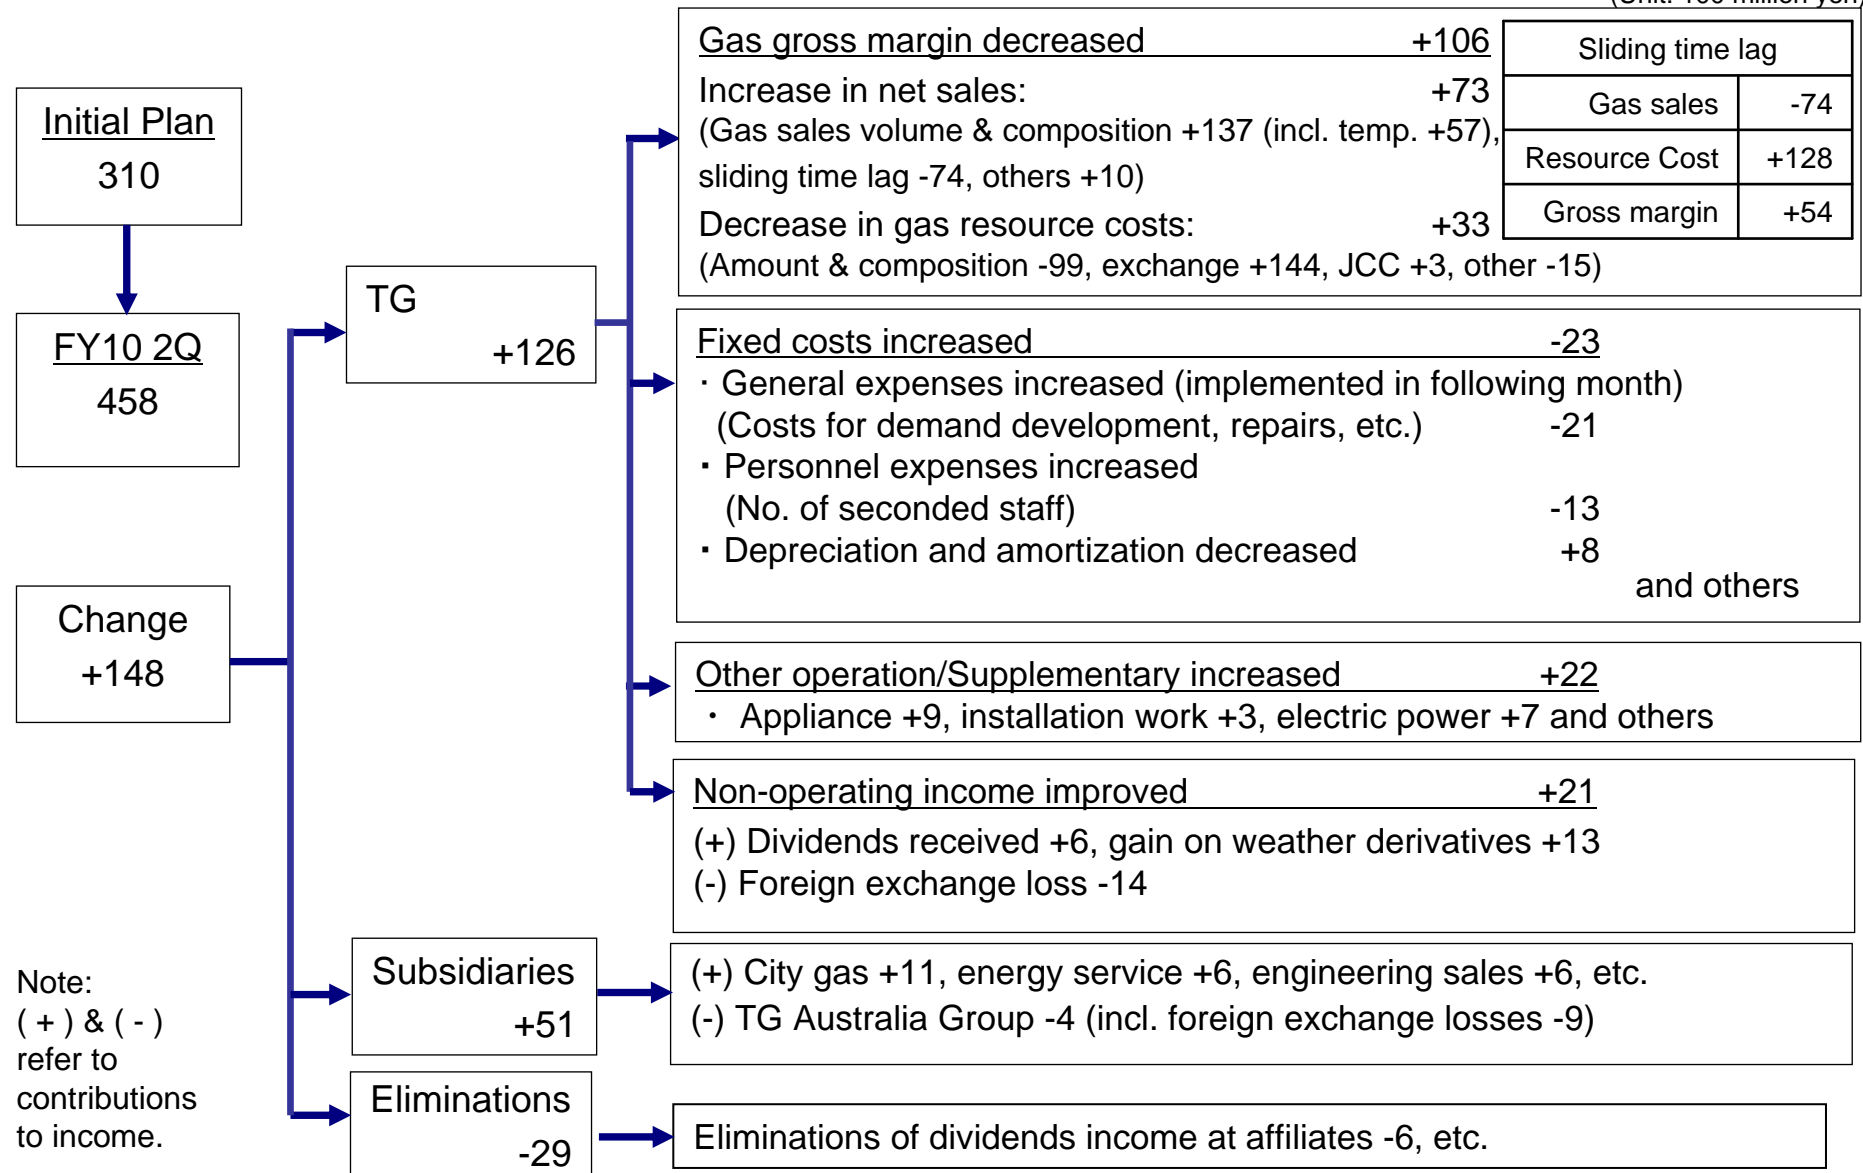 (Unit: 100 million yen)
Initial Plan
310
FY10 2Q
458
Change
+148
Note:
( + ) & ( - )
refer to
contributions
to income.
TG
+126
Subsidiaries
+51
Eliminations
-29
Gas gross margin decreased +106
Increase in net sales: +73
(Gas sales volume & composition +137 (incl. temp. +57),
sliding time lag -74, others +10)
Decrease in gas resource costs: +33
(Amount & composition -99, exchange +144, JCC +3, other -15)
Sliding time lag
Gas sales -74
Resource Cost +128
Gross margin +54
Fixed costs increased -23
・General expenses increased (implemented in following month)
(Costs for demand development, repairs, etc.) -21
・Personnel expenses increased
(No. of seconded staff) -13
・Depreciation and amortization decreased +8
and others
Other operation/Supplementary increased +22
・ Appliance +9, installation work +3, electric power +7 and others
Non-operating income improved +21
(+) Dividends received +6, gain on weather derivatives +13
(-) Foreign exchange loss -14
(+) City gas +11, energy service +6, engineering sales +6, etc.
(-) TG Australia Group -4 (incl. foreign exchange losses -9)
Eliminations of dividends income at affiliates -6, etc.